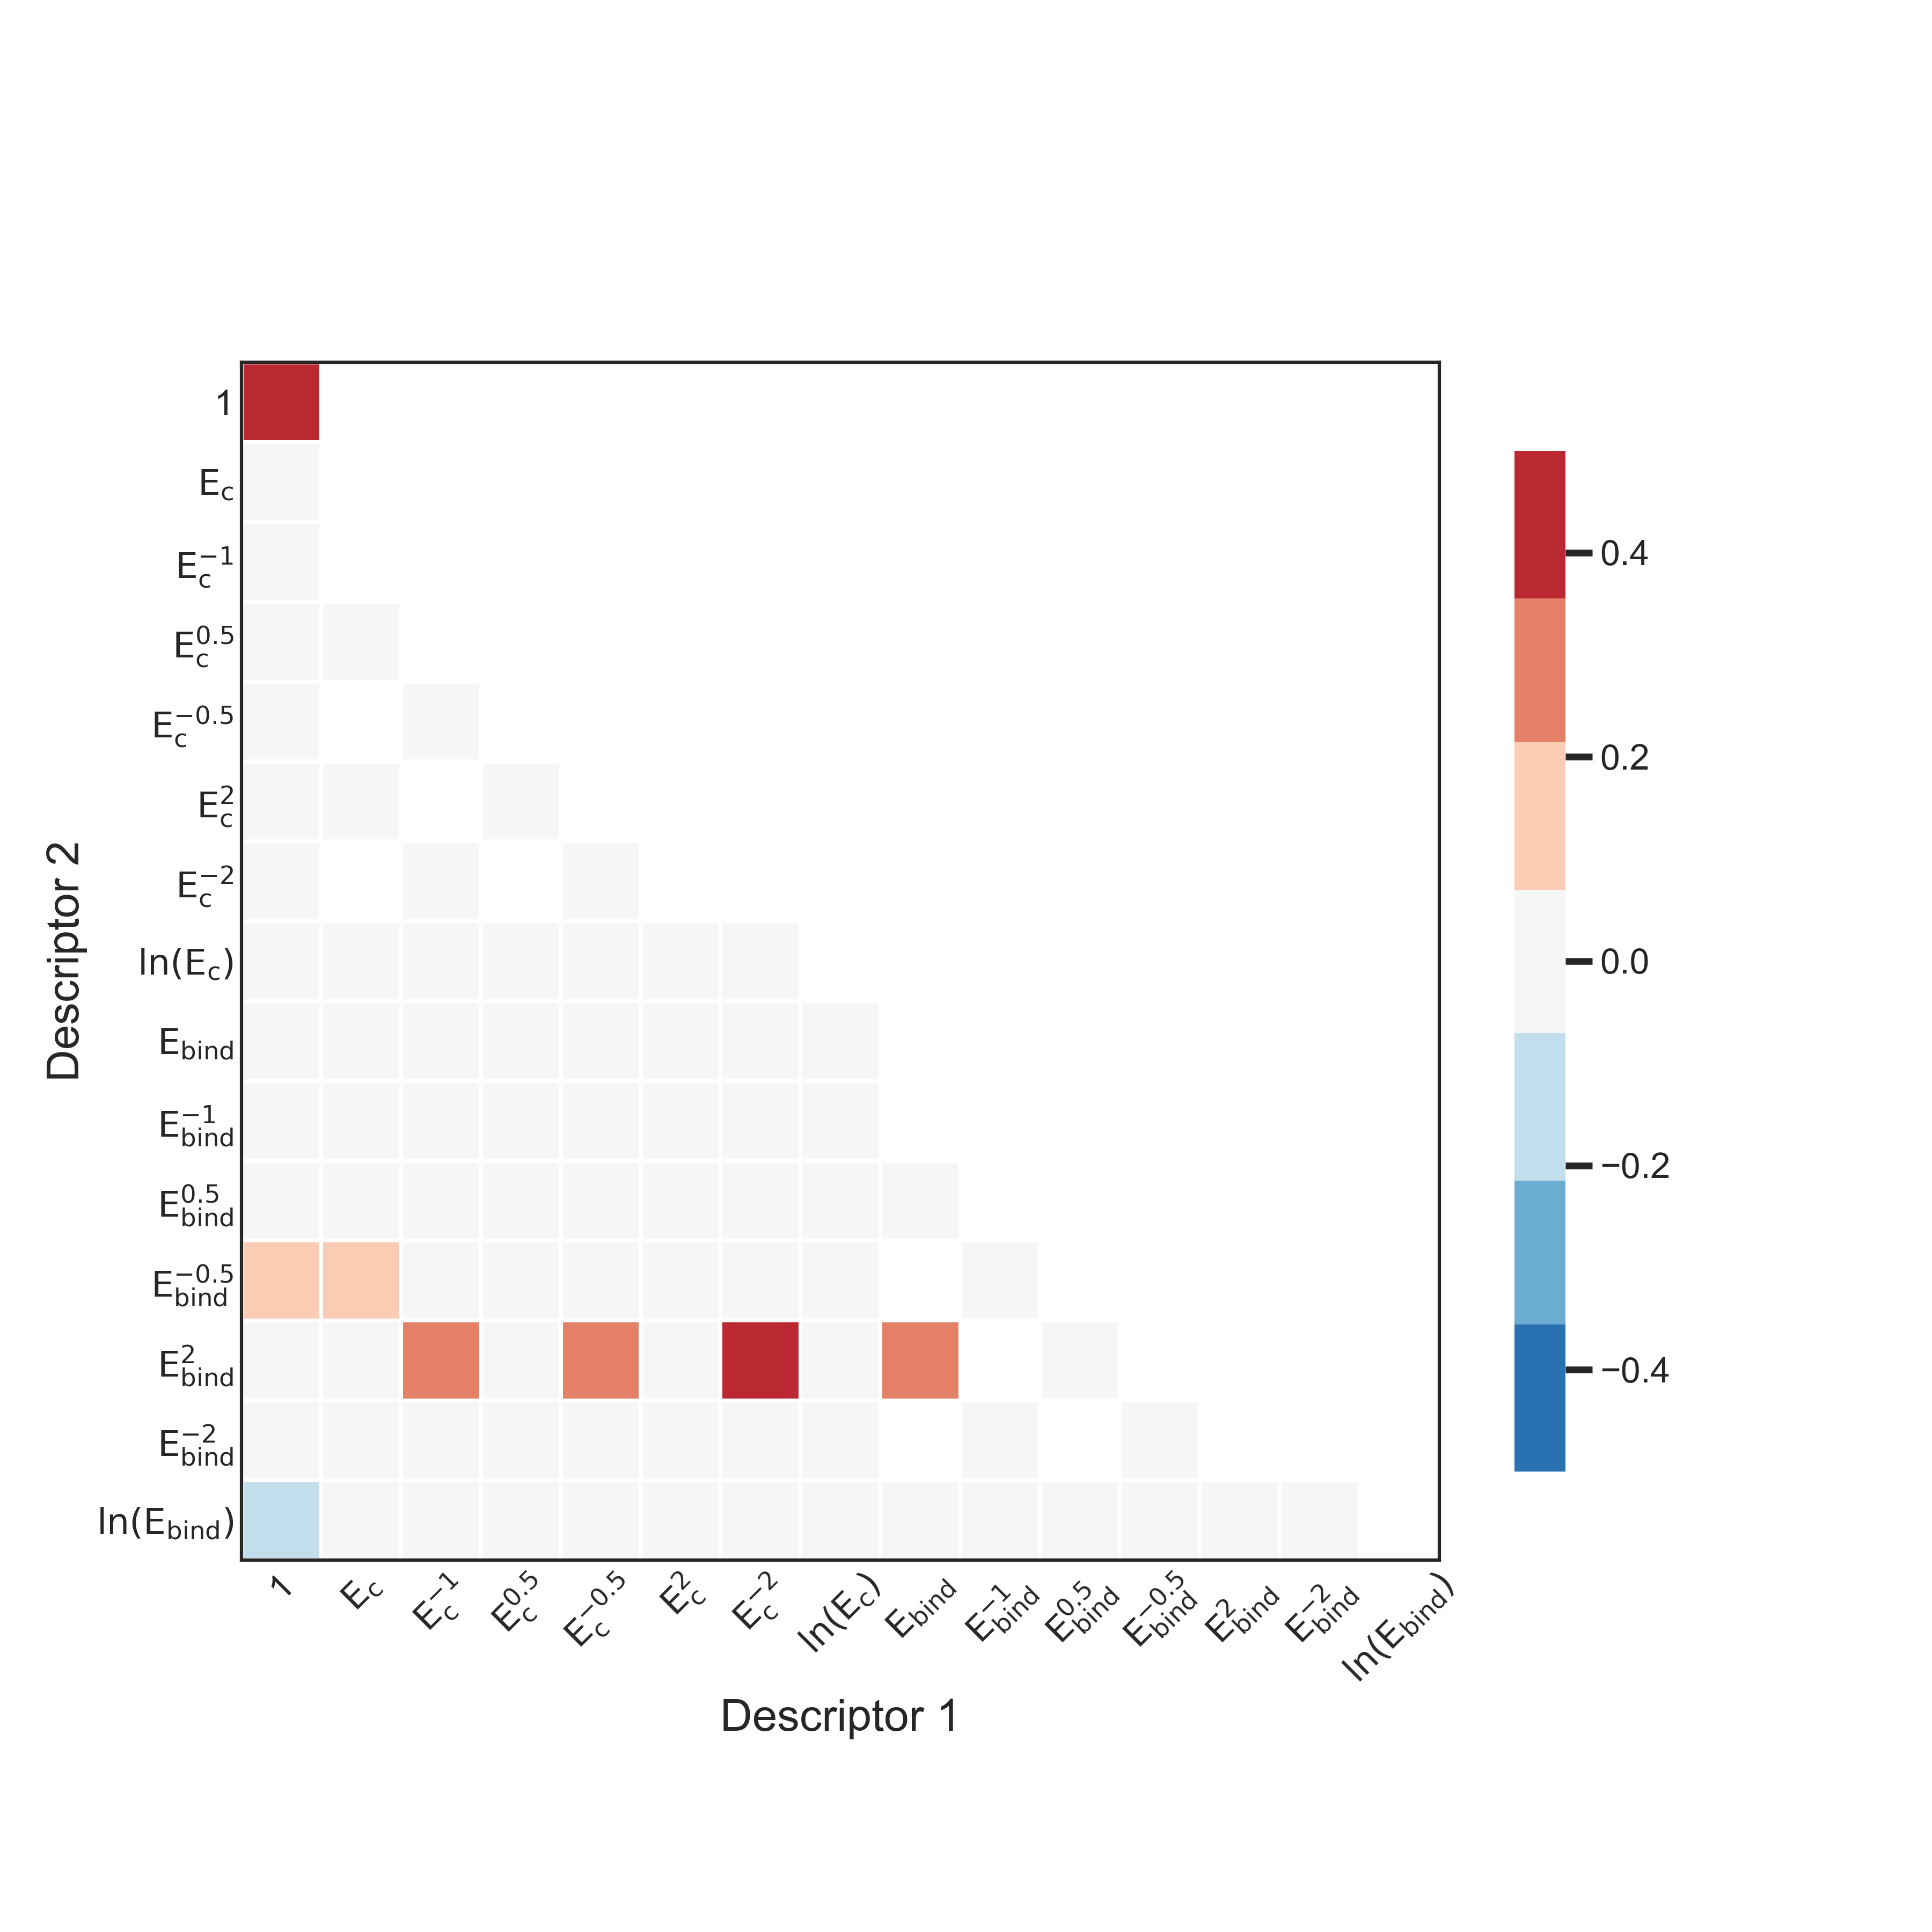 Descriptor 2
1
E_c
E_c^−1
E_c^0.5
E_c^−0.5
E_c^2
E_c^−2
ln(E_c)
E_bind
E_bind^−1
E_bind^0.5
E_bind^−0.5
E_bind^2
E_bind^−2
ln(E_bind)
1 E_c E_c^−1 E_c^0.5 E_c^−0.5 E_c^2 E_c^−2 ln(E_c) E_bind E_bind^−1 E_bind^0.5 E_bind^−0.5 E_bind^2 E_bind^−2 ln(E_bind)
Descriptor 1
0.4
0.2
0.0
−0.2
−0.4